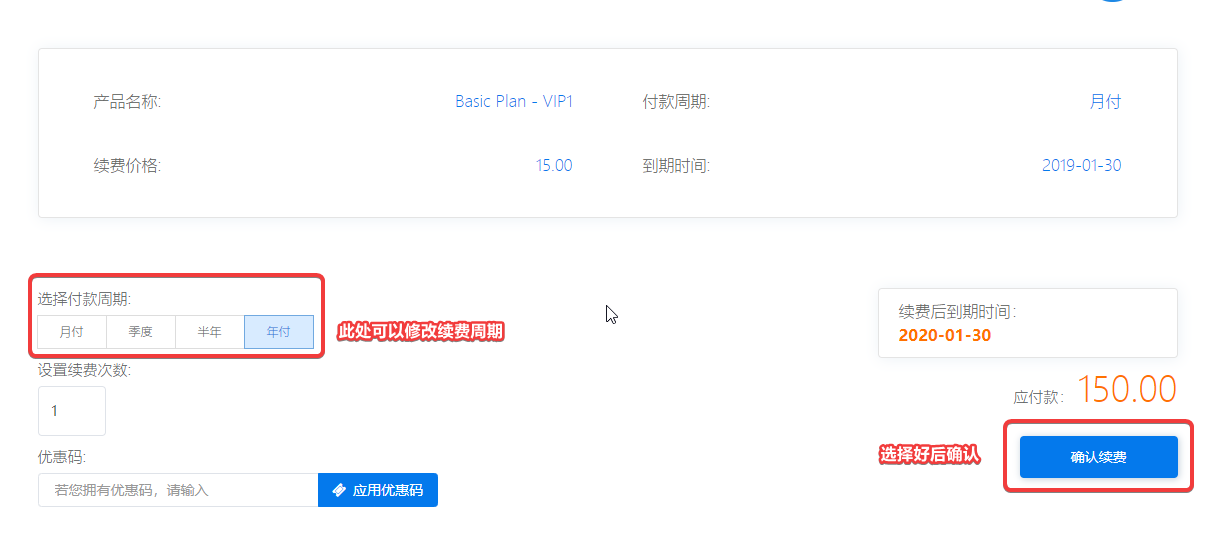 产品名称: Basic Plan - VIP1 付款周期: 月付
续费价格: 15.00 到期时间: 2019-01-30
选择付款周期:
月付 季度 半年 年付
此处可以修改续费周期
设置续费次数:
1
优惠码:
若您拥有优惠码，请输入 应用优惠码
续费后到期时间:
2020-01-30
应付款: 150.00
选择好后确认 确认续费